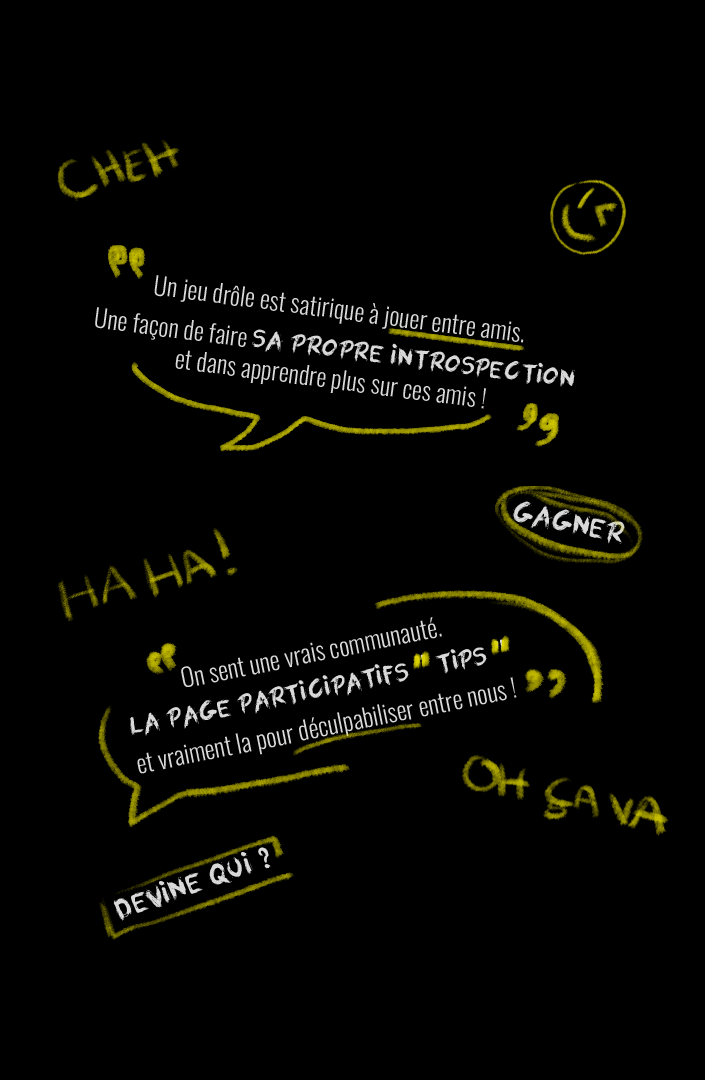 CHEH
" Un jeu drôle est satirique à jouer entre amis.
Une façon de faire SA PROPRE iNTROSPECTiON
et dans apprendre plus sur ces amis ! "
GAGNER
HA HA !
" On sent une vrais communauté.
LA PAGE PARTiCiPATiFS " TiPS "
et vraiment la pour déculpabiliser entre nous ! "
OH ÇA VA
DEViNE QUi ?